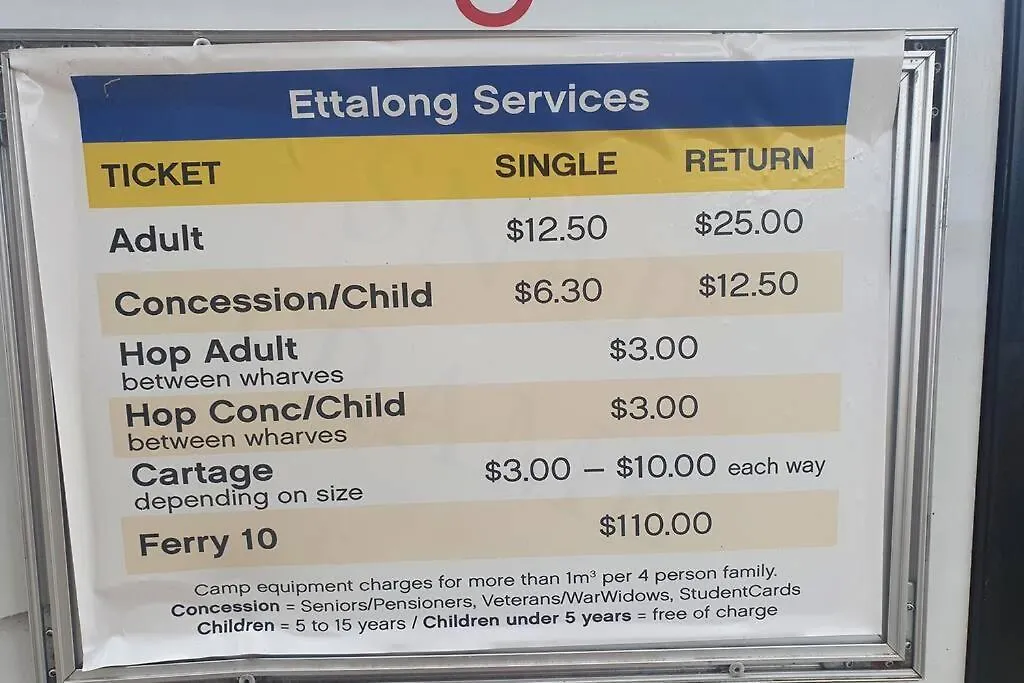 Ettalong Services
TICKET SINGLE RETURN
Adult $12.50 $25.00
Concession/Child $6.30 $12.50
Hop Adult $3.00
between wharves
Hop Conc/Child $3.00
between wharves
Cartage $3.00 – $10.00 each way
depending on size
Ferry 10 $110.00
Camp equipment charges for more than 1m³ per 4 person family.
Concession = Seniors/Pensioners, Veterans/WarWidows, StudentCards
Children = 5 to 15 years / Children under 5 years = free of charge